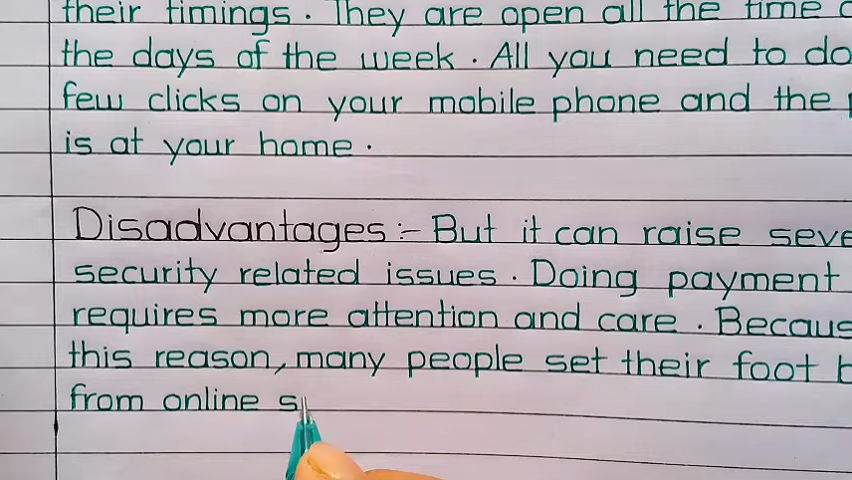 their timings. They are open all the time
the days of the week. All you need to do
few clicks on your mobile phone and the
is at your home.
Disadvantages :- But it can raise
security related issues. Doing payment
requires more attention and care.
this reason, many people set their foot
from online s